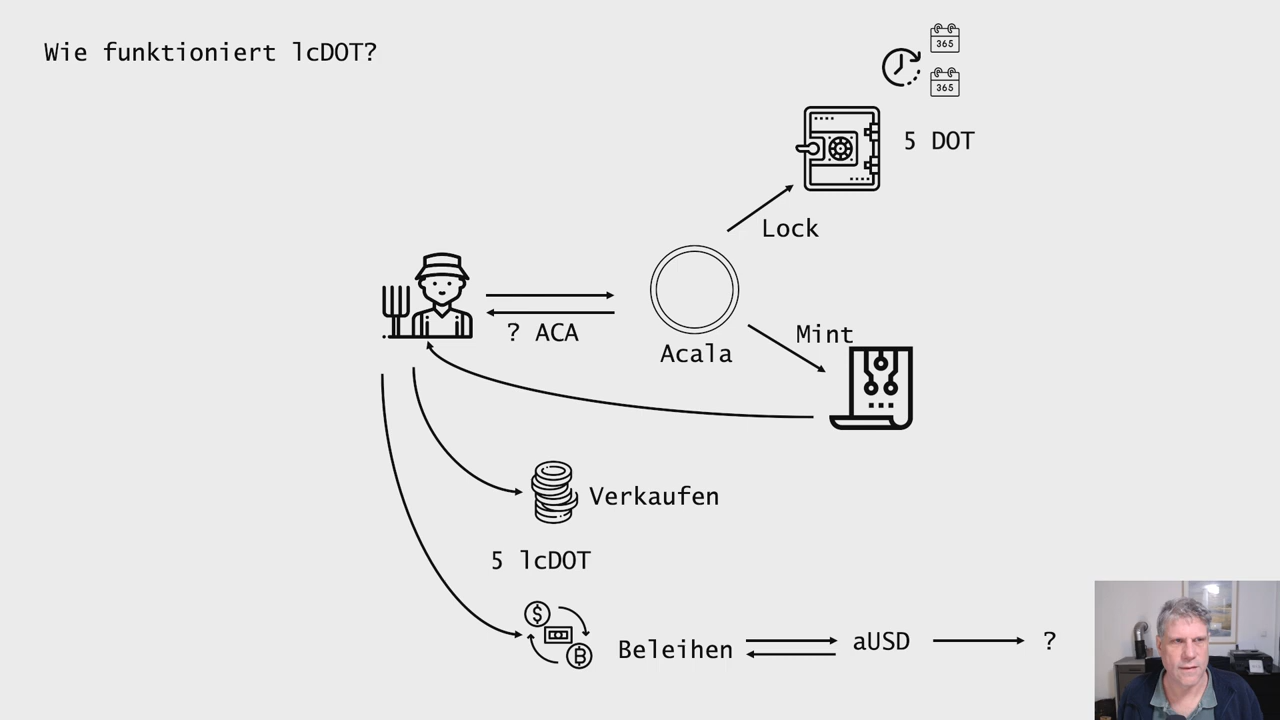 Wie funktioniert lcDOT?
365
365
5 DOT
Lock
? ACA
Acala
Mint
Verkaufen
5 lcDOT
$
B
Beleihen
aUSD
?